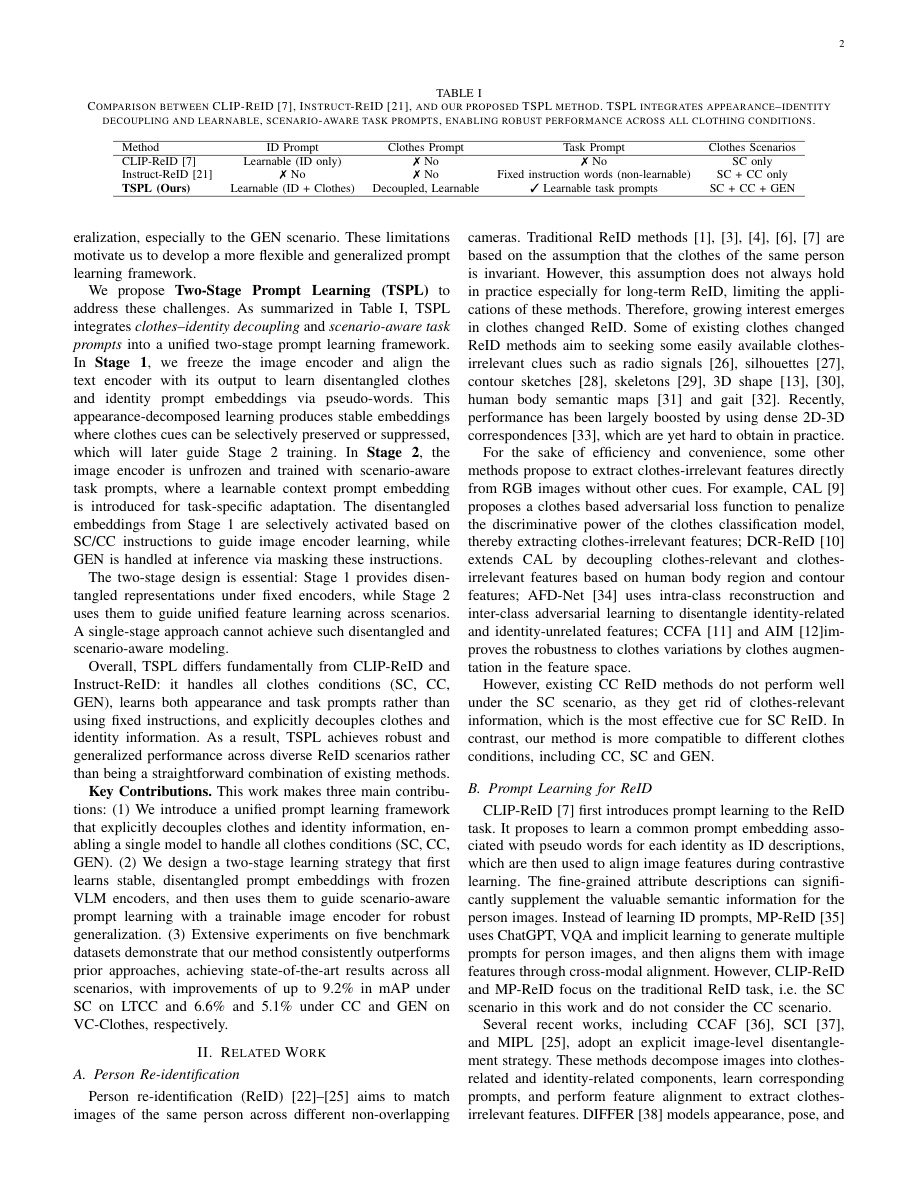 2
TABLE I
COMPARISON BETWEEN CLIP-REID [7], INSTRUCT-REID [21], AND OUR PROPOSED TSPL METHOD. TSPL INTEGRATES APPEARANCE–IDENTITY
DECOUPLING AND LEARNABLE, SCENARIO-AWARE TASK PROMPTS, ENABLING ROBUST PERFORMANCE ACROSS ALL CLOTHING CONDITIONS.
Method ID Prompt Clothes Prompt Task Prompt Clothes Scenarios
CLIP-ReID [7] Learnable (ID only) ✗ No ✗ No SC only
Instruct-ReID [21] ✗ No ✗ No Fixed instruction words (non-learnable) SC + CC only
TSPL (Ours) Learnable (ID + Clothes) Decoupled, Learnable ✓ Learnable task prompts SC + CC + GEN
eralization, especially to the GEN scenario. These limitations
motivate us to develop a more flexible and generalized prompt
learning framework.
We propose Two-Stage Prompt Learning (TSPL) to
address these challenges. As summarized in Table I, TSPL
integrates clothes–identity decoupling and scenario-aware task
prompts into a unified two-stage prompt learning framework.
In Stage 1, we freeze the image encoder and align the
text encoder with its output to learn disentangled clothes
and identity prompt embeddings via pseudo-words. This
appearance-decomposed learning produces stable embeddings
where clothes cues can be selectively preserved or suppressed,
which will later guide Stage 2 training. In Stage 2, the
image encoder is unfrozen and trained with scenario-aware
task prompts, where a learnable context prompt embedding
is introduced for task-specific adaptation. The disentangled
embeddings from Stage 1 are selectively activated based on
SC/CC instructions to guide image encoder learning, while
GEN is handled at inference via masking these instructions.
The two-stage design is essential: Stage 1 provides disen-
tangled representations under fixed encoders, while Stage 2
uses them to guide unified feature learning across scenarios.
A single-stage approach cannot achieve such disentangled and
scenario-aware modeling.
Overall, TSPL differs fundamentally from CLIP-ReID and
Instruct-ReID: it handles all clothes conditions (SC, CC,
GEN), learns both appearance and task prompts rather than
using fixed instructions, and explicitly decouples clothes and
identity information. As a result, TSPL achieves robust and
generalized performance across diverse ReID scenarios rather
than being a straightforward combination of existing methods.
Key Contributions. This work makes three main contribu-
tions: (1) We introduce a unified prompt learning framework
that explicitly decouples clothes and identity information, en-
abling a single model to handle all clothes conditions (SC, CC,
GEN). (2) We design a two-stage learning strategy that first
learns stable, disentangled prompt embeddings with frozen
VLM encoders, and then uses them to guide scenario-aware
prompt learning with a trainable image encoder for robust
generalization. (3) Extensive experiments on five benchmark
datasets demonstrate that our method consistently outperforms
prior approaches, achieving state-of-the-art results across all
scenarios, with improvements of up to 9.2% in mAP under
SC on LTCC and 6.6% and 5.1% under CC and GEN on
VC-Clothes, respectively.
II. RELATED WORK
A. Person Re-identification
Person re-identification (ReID) [22]–[25] aims to match
images of the same person across different non-overlapping
cameras. Traditional ReID methods [1], [3], [4], [6], [7] are
based on the assumption that the clothes of the same person
is invariant. However, this assumption does not always hold
in practice especially for long-term ReID, limiting the appli-
cations of these methods. Therefore, growing interest emerges
in clothes changed ReID. Some of existing clothes changed
ReID methods aim to seeking some easily available clothes-
irrelevant clues such as radio signals [26], silhouettes [27],
contour sketches [28], skeletons [29], 3D shape [13], [30],
human body semantic maps [31] and gait [32]. Recently,
performance has been largely boosted by using dense 2D-3D
correspondences [33], which are yet hard to obtain in practice.
For the sake of efficiency and convenience, some other
methods propose to extract clothes-irrelevant features directly
from RGB images without other cues. For example, CAL [9]
proposes a clothes based adversarial loss function to penalize
the discriminative power of the clothes classification model,
thereby extracting clothes-irrelevant features; DCR-ReID [10]
extends CAL by decoupling clothes-relevant and clothes-
irrelevant features based on human body region and contour
features; AFD-Net [34] uses intra-class reconstruction and
inter-class adversarial learning to disentangle identity-related
and identity-unrelated features; CCFA [11] and AIM [12]im-
proves the robustness to clothes variations by clothes augmen-
tation in the feature space.
However, existing CC ReID methods do not perform well
under the SC scenario, as they get rid of clothes-relevant
information, which is the most effective cue for SC ReID. In
contrast, our method is more compatible to different clothes
conditions, including CC, SC and GEN.
B. Prompt Learning for ReID
CLIP-ReID [7] first introduces prompt learning to the ReID
task. It proposes to learn a common prompt embedding asso-
ciated with pseudo words for each identity as ID descriptions,
which are then used to align image features during contrastive
learning. The fine-grained attribute descriptions can signifi-
cantly supplement the valuable semantic information for the
person images. Instead of learning ID prompts, MP-ReID [35]
uses ChatGPT, VQA and implicit learning to generate multiple
prompts for person images, and then aligns them with image
features through cross-modal alignment. However, CLIP-ReID
and MP-ReID focus on the traditional ReID task, i.e. the SC
scenario in this work and do not consider the CC scenario.
Several recent works, including CCAF [36], SCI [37],
and MIPL [25], adopt an explicit image-level disentangle-
ment strategy. These methods decompose images into clothes-
related and identity-related components, learn corresponding
prompts, and perform feature alignment to extract clothes-
irrelevant features. DIFFER [38] models appearance, pose, and